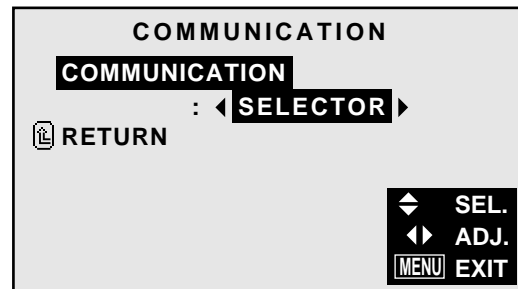 COMMUNICATION
COMMUNICATION
: SELECTOR
RETURN
SEL.
ADJ.
MENU EXIT